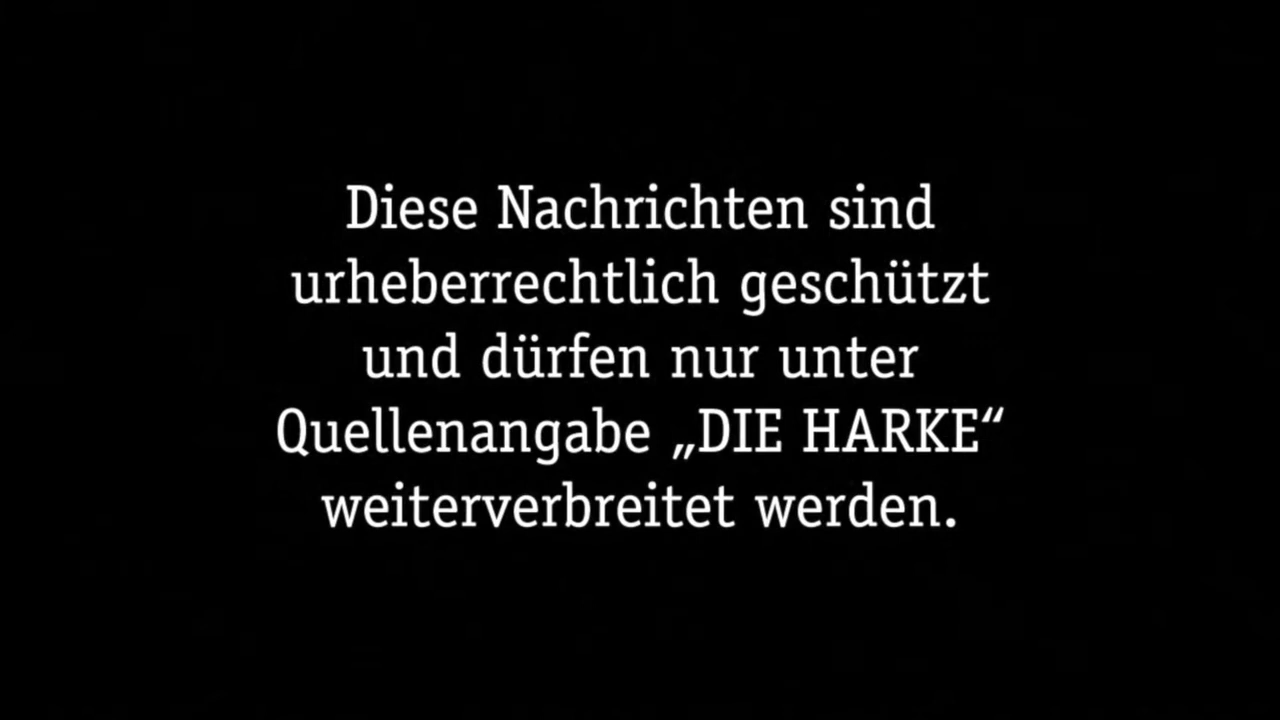 Diese Nachrichten sind
urheberrechtlich geschützt
und dürfen nur unter
Quellenangabe „DIE HARKE“
weiterverbreitet werden.